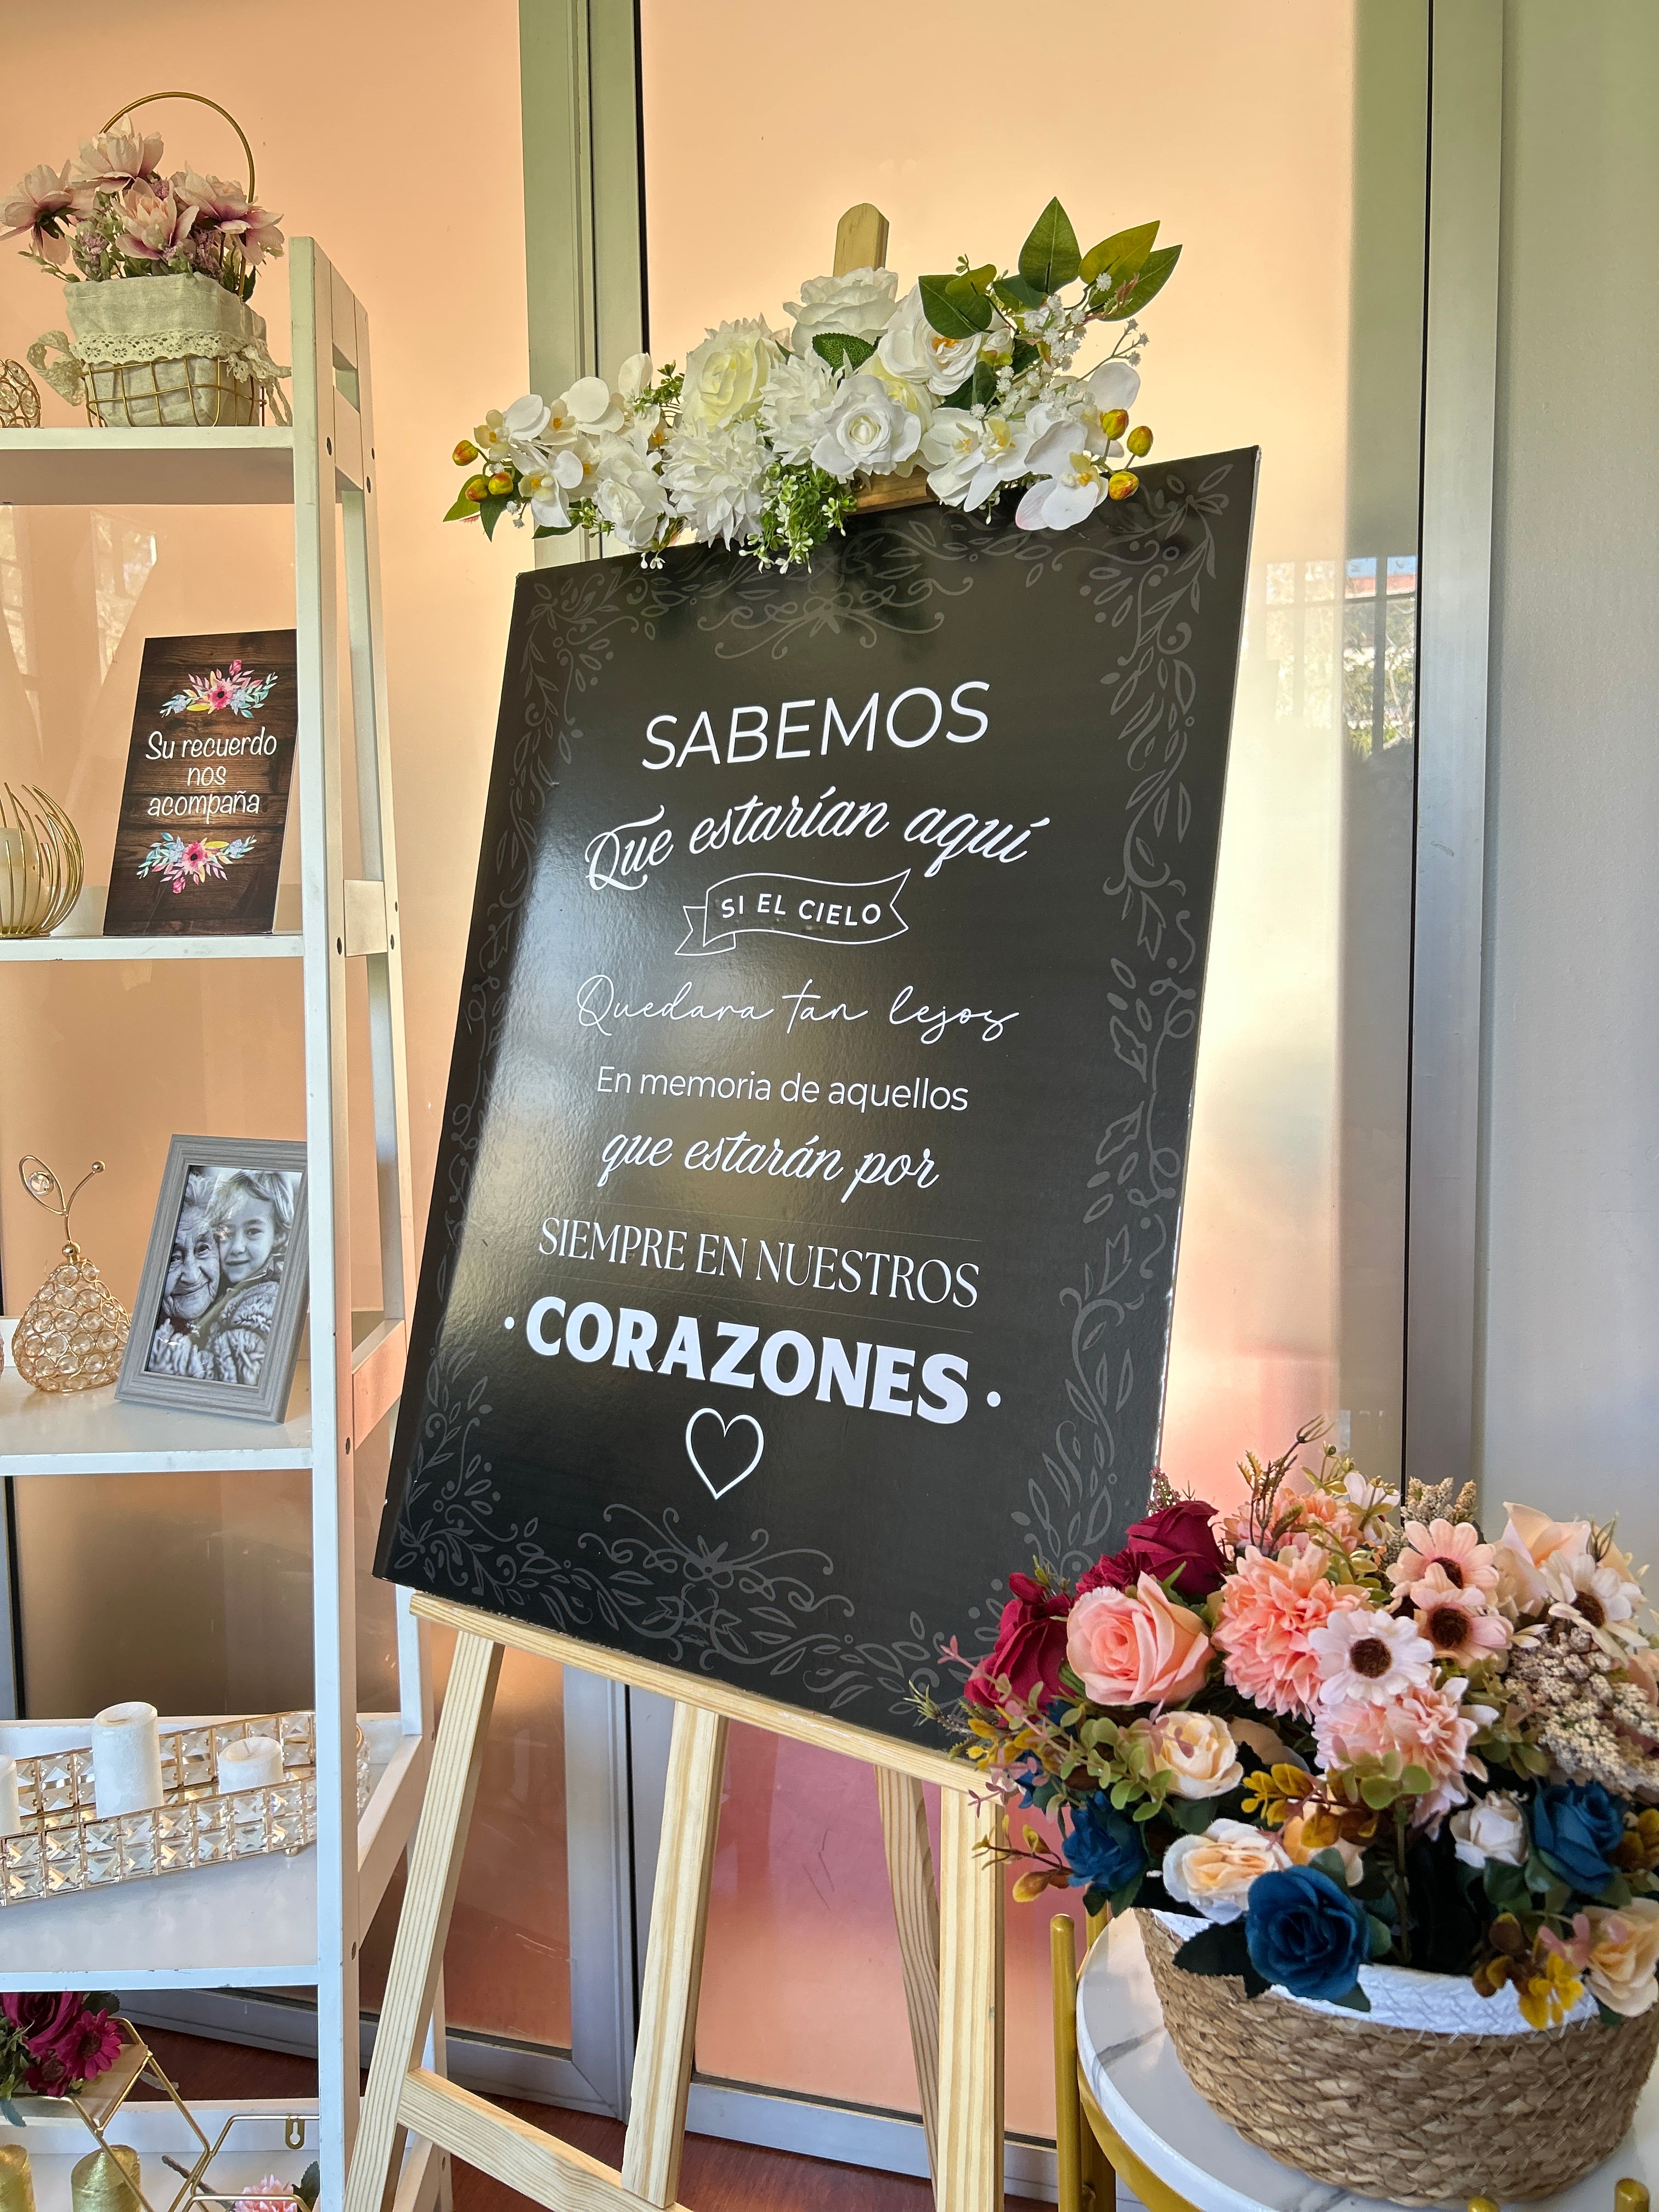 Su recuerdo
nos
acompaña
SABEMOS
Que estarían aquí
SI EL CIELO
Quedara tan lejos
En memoria de aquellos
que estarán por
SIEMPRE EN NUESTROS
• CORAZONES •